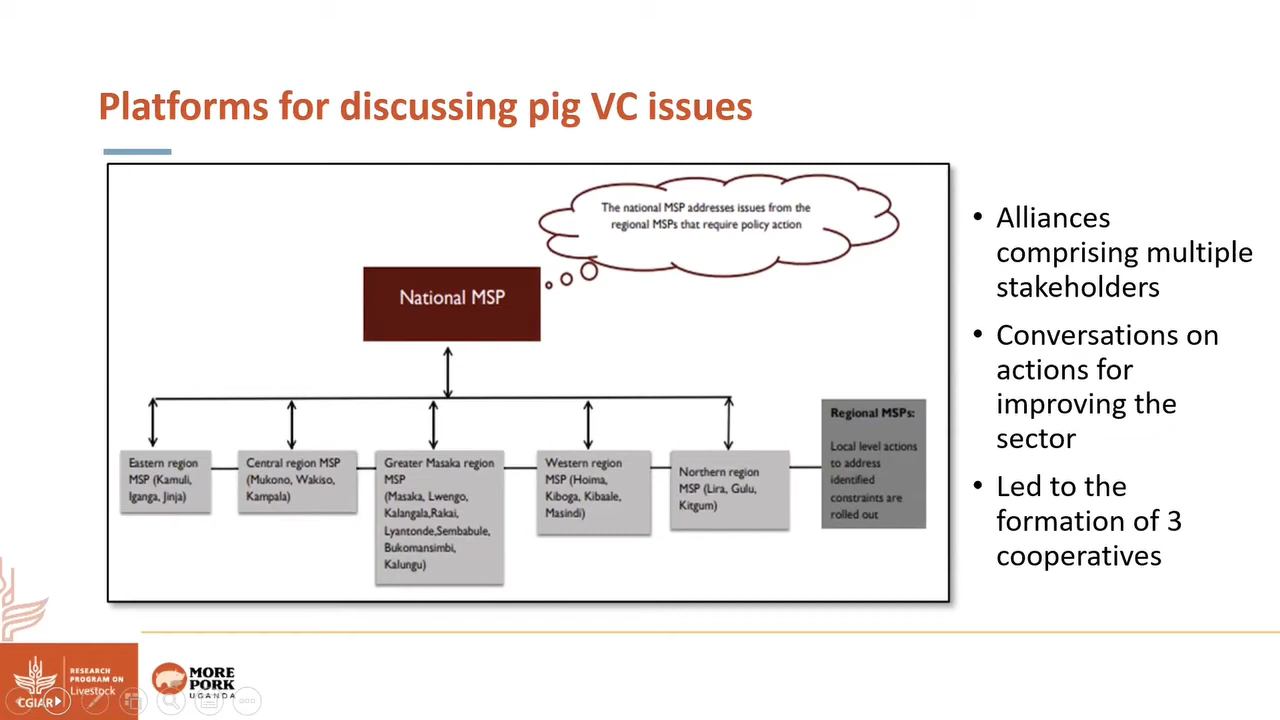 Platforms for discussing pig VC issues
The national MSP addresses issues from the
regional MSPs that require policy action
National MSP
Eastern region
MSP (Kamuli,
Iganga, Jinja)
Central region MSP
(Mukono, Wakiso,
Kampala)
Greater Masaka region
MSP
(Masaka, Lwengo,
Kalangala,Rakai,
Lyantonde,Sembabule,
Bukomansimbi,
Kalungu)
Western region
MSP (Hoima,
Kiboga, Kibaale,
Masindi)
Northern region
MSP (Lira, Gulu,
Kitgum)
Regional MSPs:
Local level actions
to address
identified
constraints are
rolled out
• Alliances
comprising multiple
stakeholders
• Conversations on
actions for
improving the
sector
• Led to the
formation of 3
cooperatives
CGIAR
RESEARCH
PROGRAM ON
Livestock
MORE
PORK
UGANDA